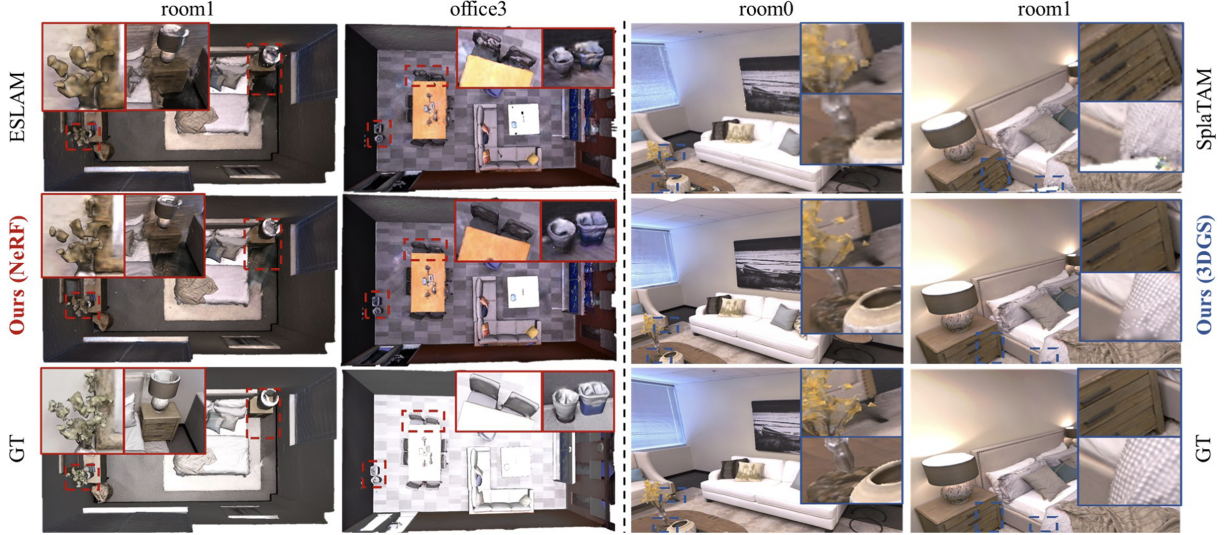 room1 office3 room0 room1
ESLAM SplaTAM
Ours (NeRF) Ours (3DGS)
GT GT